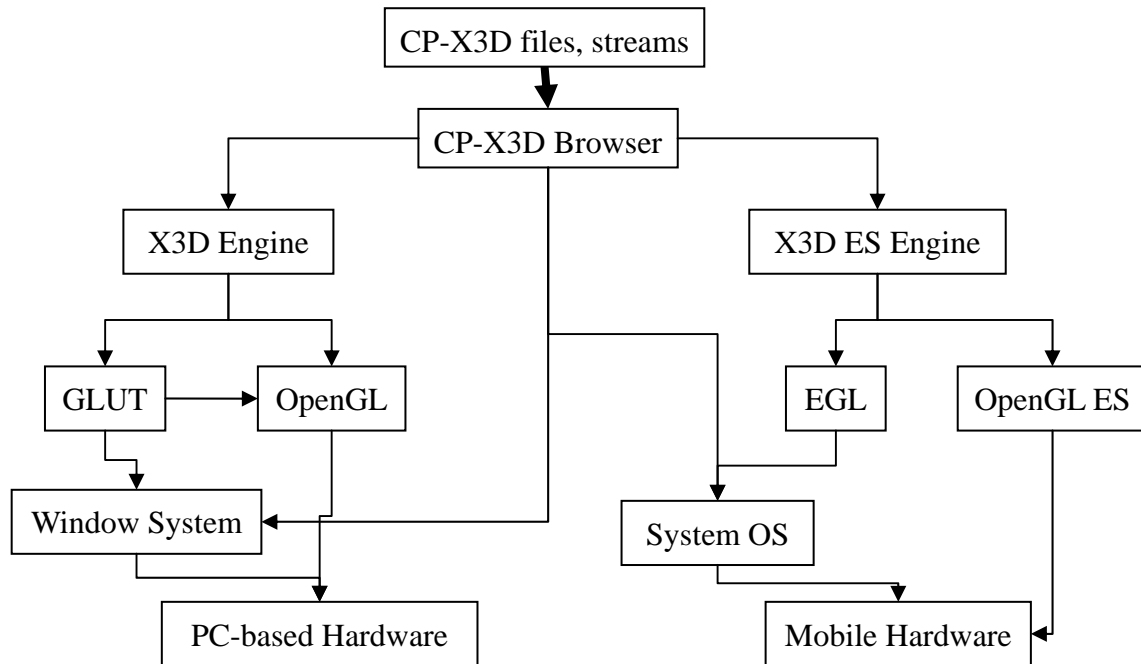 CP-X3D files, streams
CP-X3D Browser
X3D Engine
X3D ES Engine
GLUT
OpenGL
EGL
OpenGL ES
Window System
System OS
PC-based Hardware
Mobile Hardware